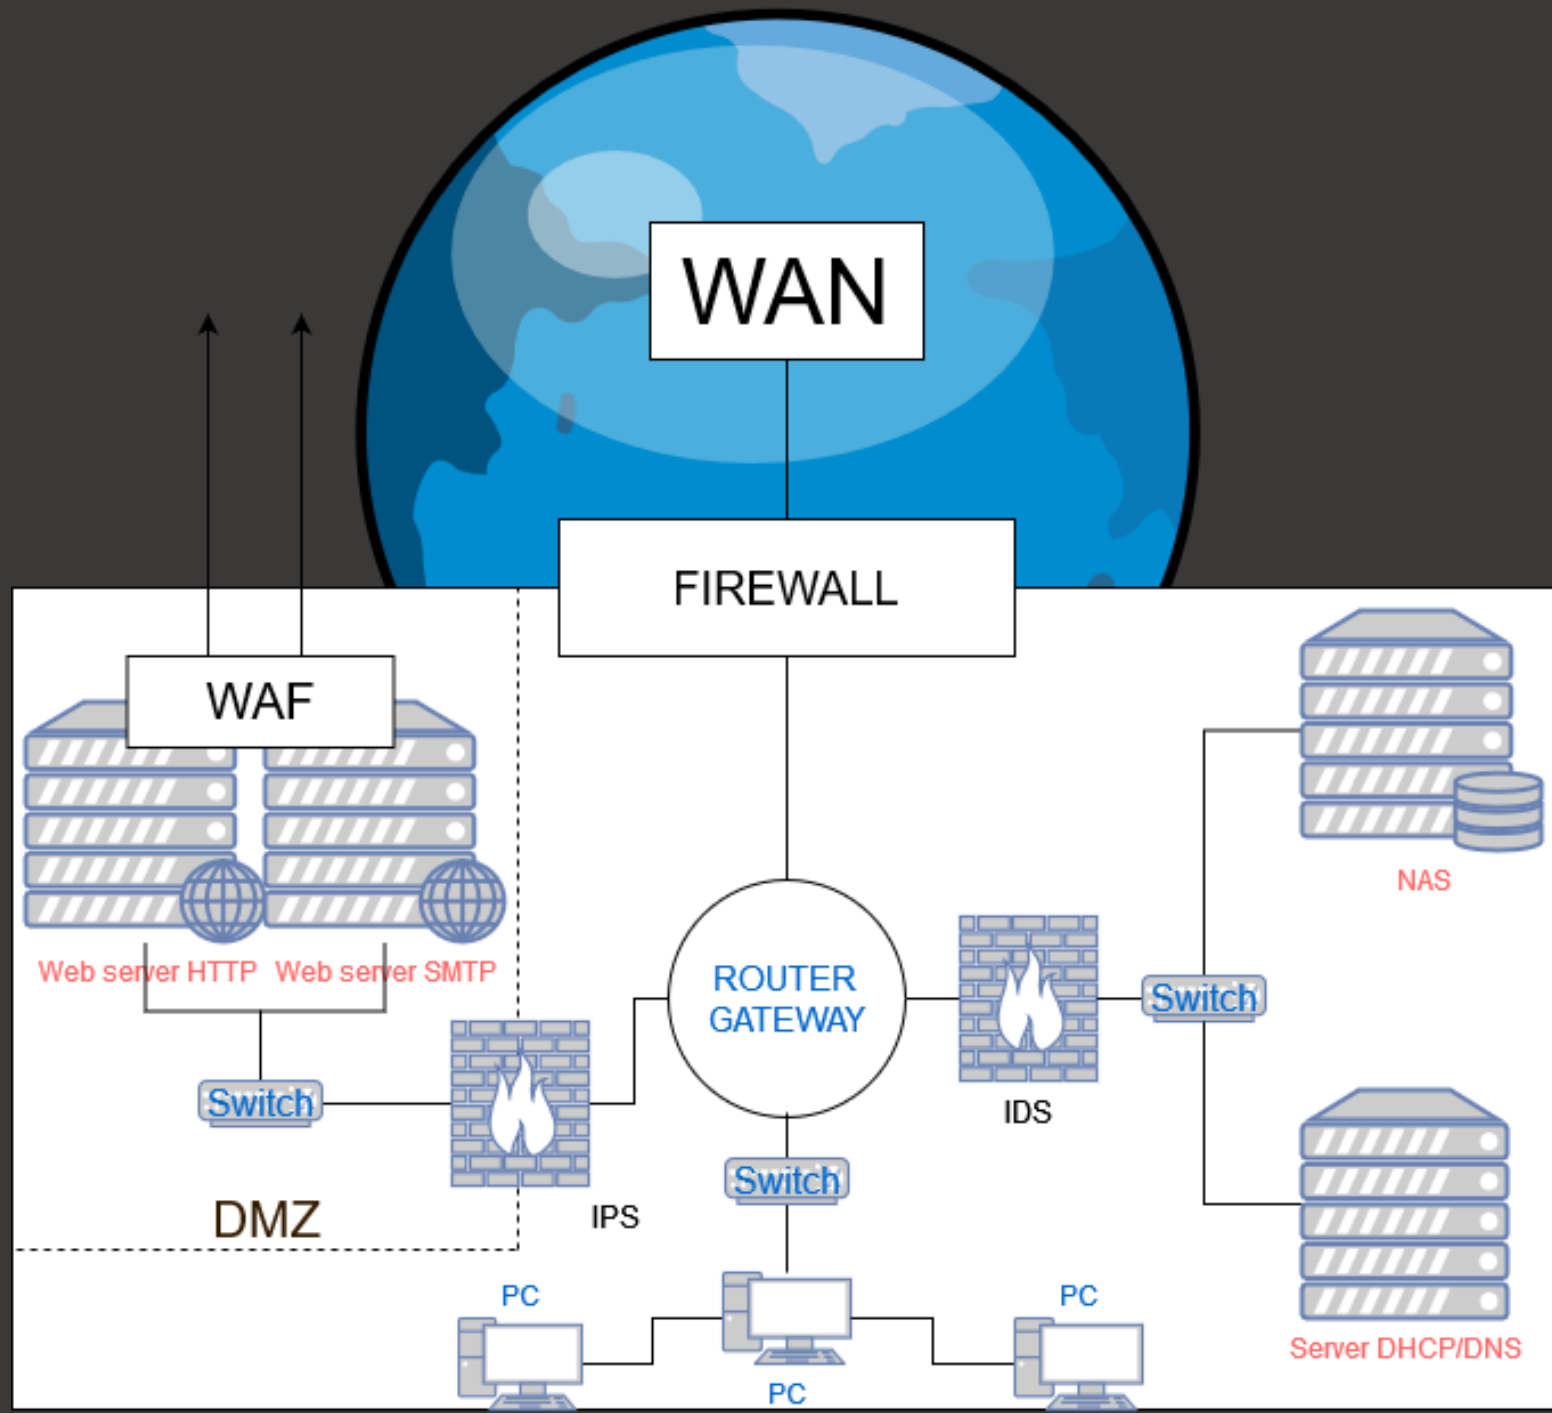 WAN
FIREWALL
WAF
NAS
Web server HTTP
Web server SMTP
ROUTER
GATEWAY
Switch
Switch
IDS
Switch
DMZ
IPS
PC
PC
PC
Server DHCP/DNS